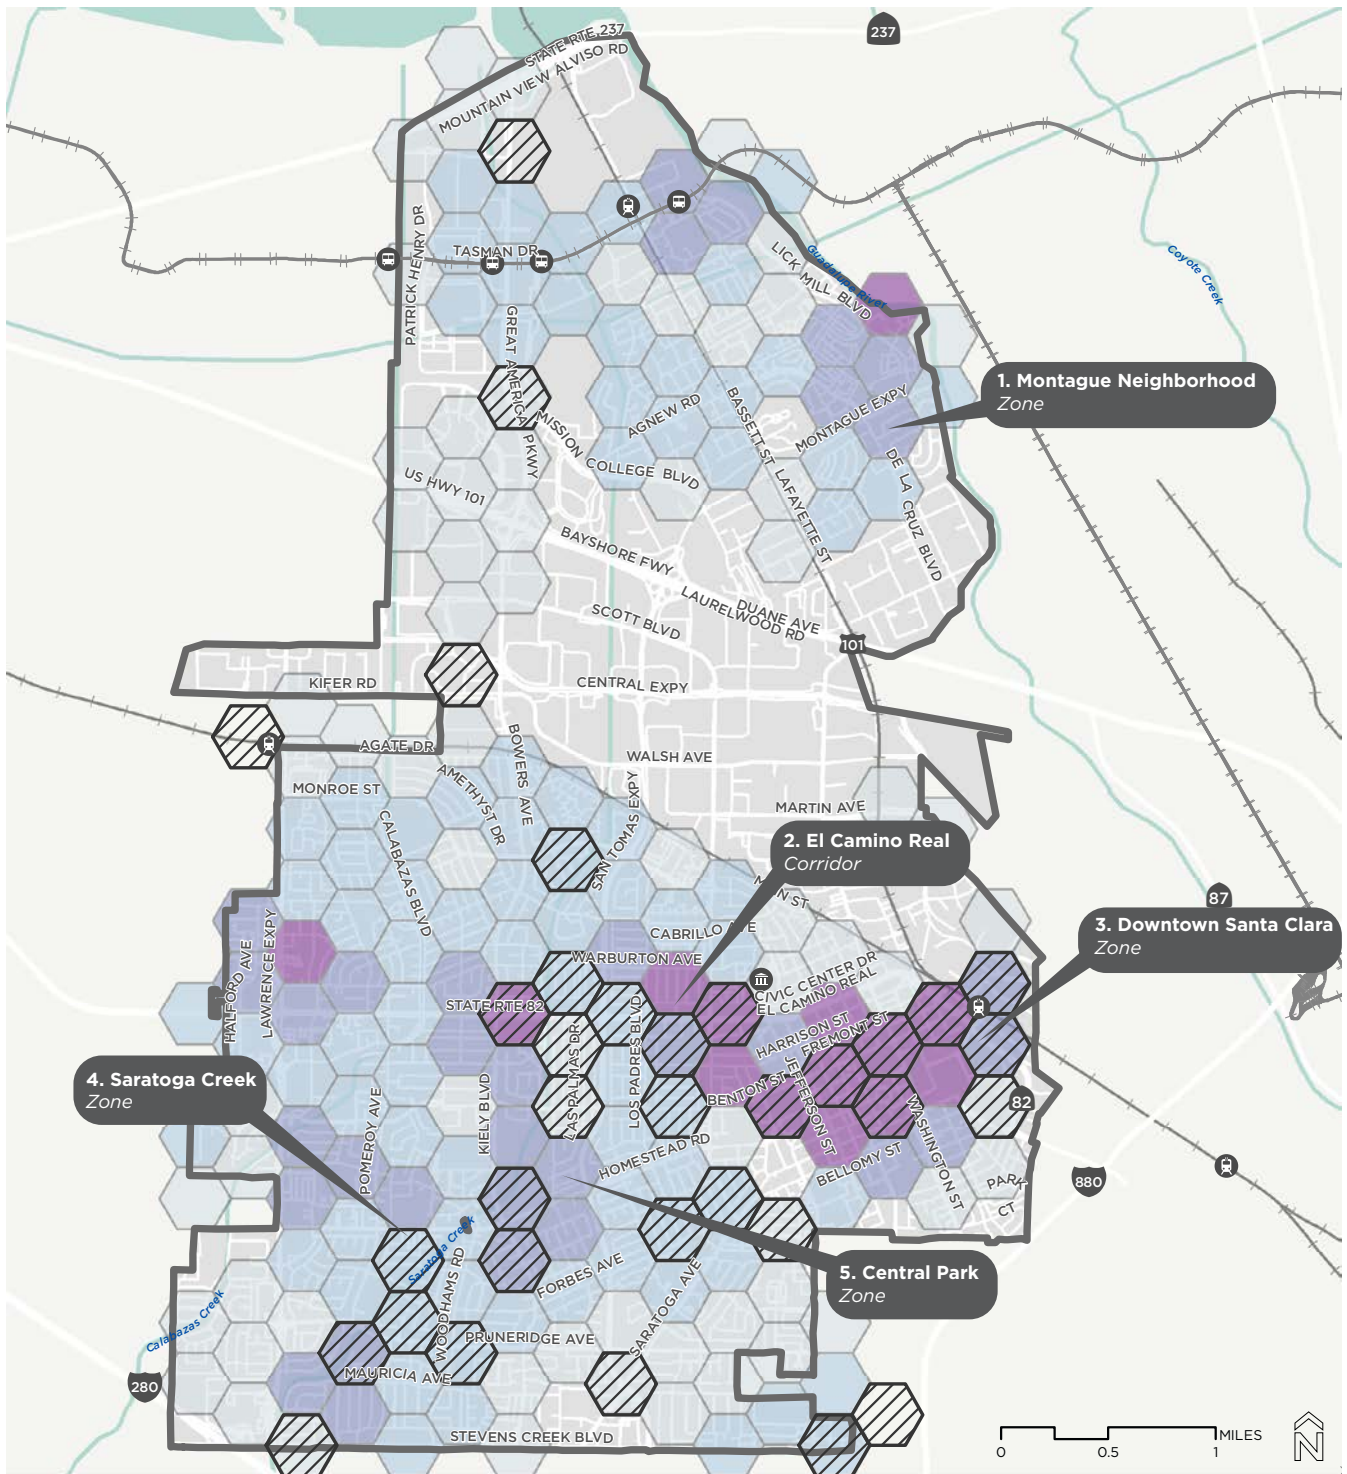 STATE RTE 237
237
MOUNTAIN VIEW ALVISO RD
PATRICK HENRY DR
TASMAN DR
LICK MILL BLVD
Guadalupe River
Coyote Creek
GREAT AMERICA PKWY
1. Montague Neighborhood
Zone
AGNEW RD
BASSETT ST
MONTAGUE EXPY
MISSION COLLEGE BLVD
US HWY 101
LAFAYETTE ST
DE LA CRUZ BLVD
BAYSHORE FWY
LAURELWOOD RD
DUANE AVE
SCOTT BLVD
101
KIFER RD
CENTRAL EXPY
AGATE DR
BOWERS AVE
WALSH AVE
MONROE ST
AMETHYST DR
SAN TOMAS EXPY
MARTIN AVE
CALABAZAS BLVD
2. El Camino Real
Corridor
87
3. Downtown Santa Clara
Zone
HALFORD AVE
LAWRENCE EXPY
CABRILLO AVE
WARBURTON AVE
CIVIC CENTER DR
EL CAMINO REAL
STATE RTE 82
LAS PALMAS DR
LOS PADRES BLVD
HARRISON ST
FREMONT ST
4. Saratoga Creek
Zone
BENTON ST
JEFFERSON ST
82
POMEROY AVE
KIELY BLVD
WASHINGTON ST
HOMESTEAD RD
BELLOMY ST
PARK CT
880
Saratoga Creek
WOODHAMS RD
FORBES AVE
SARATOGA AVE
5. Central Park
Zone
Calabazas Creek
PRUNERIDGE AVE
MAURICIA AVE
280
STEVENS CREEK BLVD
MILES
0 0.5 1
N